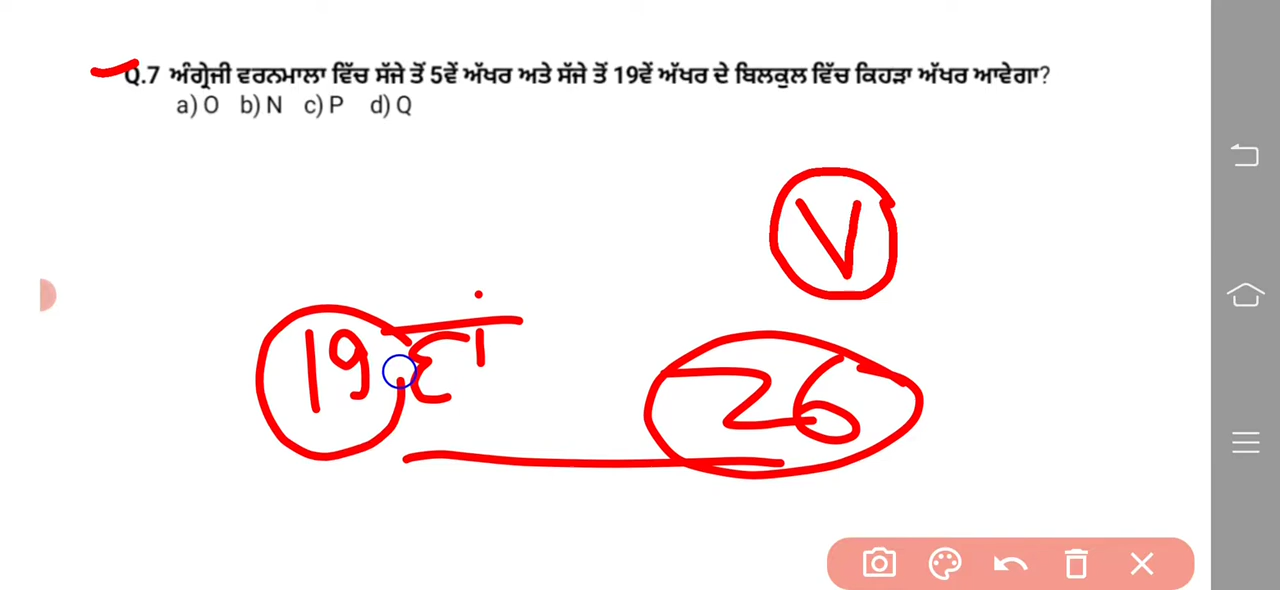 Q.7 ਅੰਗ੍ਰੇਜੀ ਵਰਨਮਾਲਾ ਵਿੱਚ ਸੱਜੇ ਤੋਂ 5ਵੇਂ ਅੱਖਰ ਅਤੇ ਸੱਜੇ ਤੋਂ 19ਵੇਂ ਅੱਖਰ ਦੇ ਬਿਲਕੁਲ ਵਿੱਚ ਕਿਹੜਾ ਅੱਖਰ ਆਵੇਗਾ?
a) O b) N c) P d) Q
V
19ਵਾਂ
26